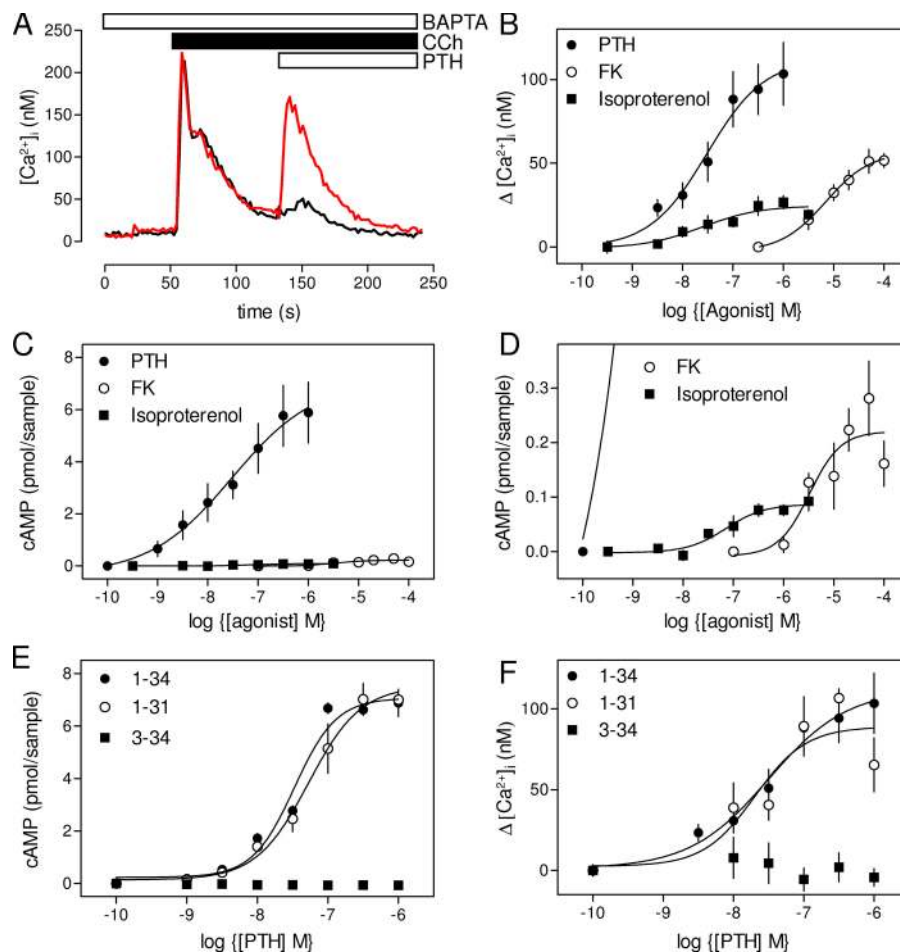 A
BAPTA
CCh
PTH
[Ca²⁺]ᵢ (nM)
250
200
150
100
50
0
0 50 100 150 200 250
time (s)
B
PTH
FK
Isoproterenol
Δ [Ca²⁺]ᵢ (nM)
100
50
0
-10 -9 -8 -7 -6 -5 -4
log {[Agonist] M}
C
PTH
FK
Isoproterenol
cAMP (pmol/sample)
8
6
4
2
0
-10 -9 -8 -7 -6 -5 -4
log {[agonist] M}
D
FK
Isoproterenol
cAMP (pmol/sample)
0.3
0.2
0.1
0.0
-10 -9 -8 -7 -6 -5 -4
log {[agonist] M}
E
1-34
1-31
3-34
cAMP (pmol/sample)
8
6
4
2
0
-10 -9 -8 -7 -6
log {[PTH] M}
F
1-34
1-31
3-34
Δ [Ca²⁺]ᵢ (nM)
100
50
0
-10 -9 -8 -7 -6
log {[PTH] M}